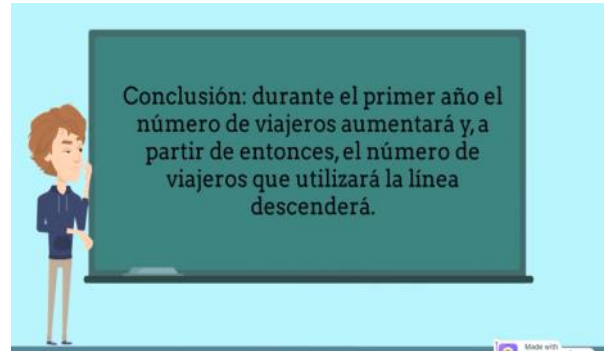 Conclusión: durante el primer año el
número de viajeros aumentará y, a
partir de entonces, el número de
viajeros que utilizará la línea
descenderá.
Made with